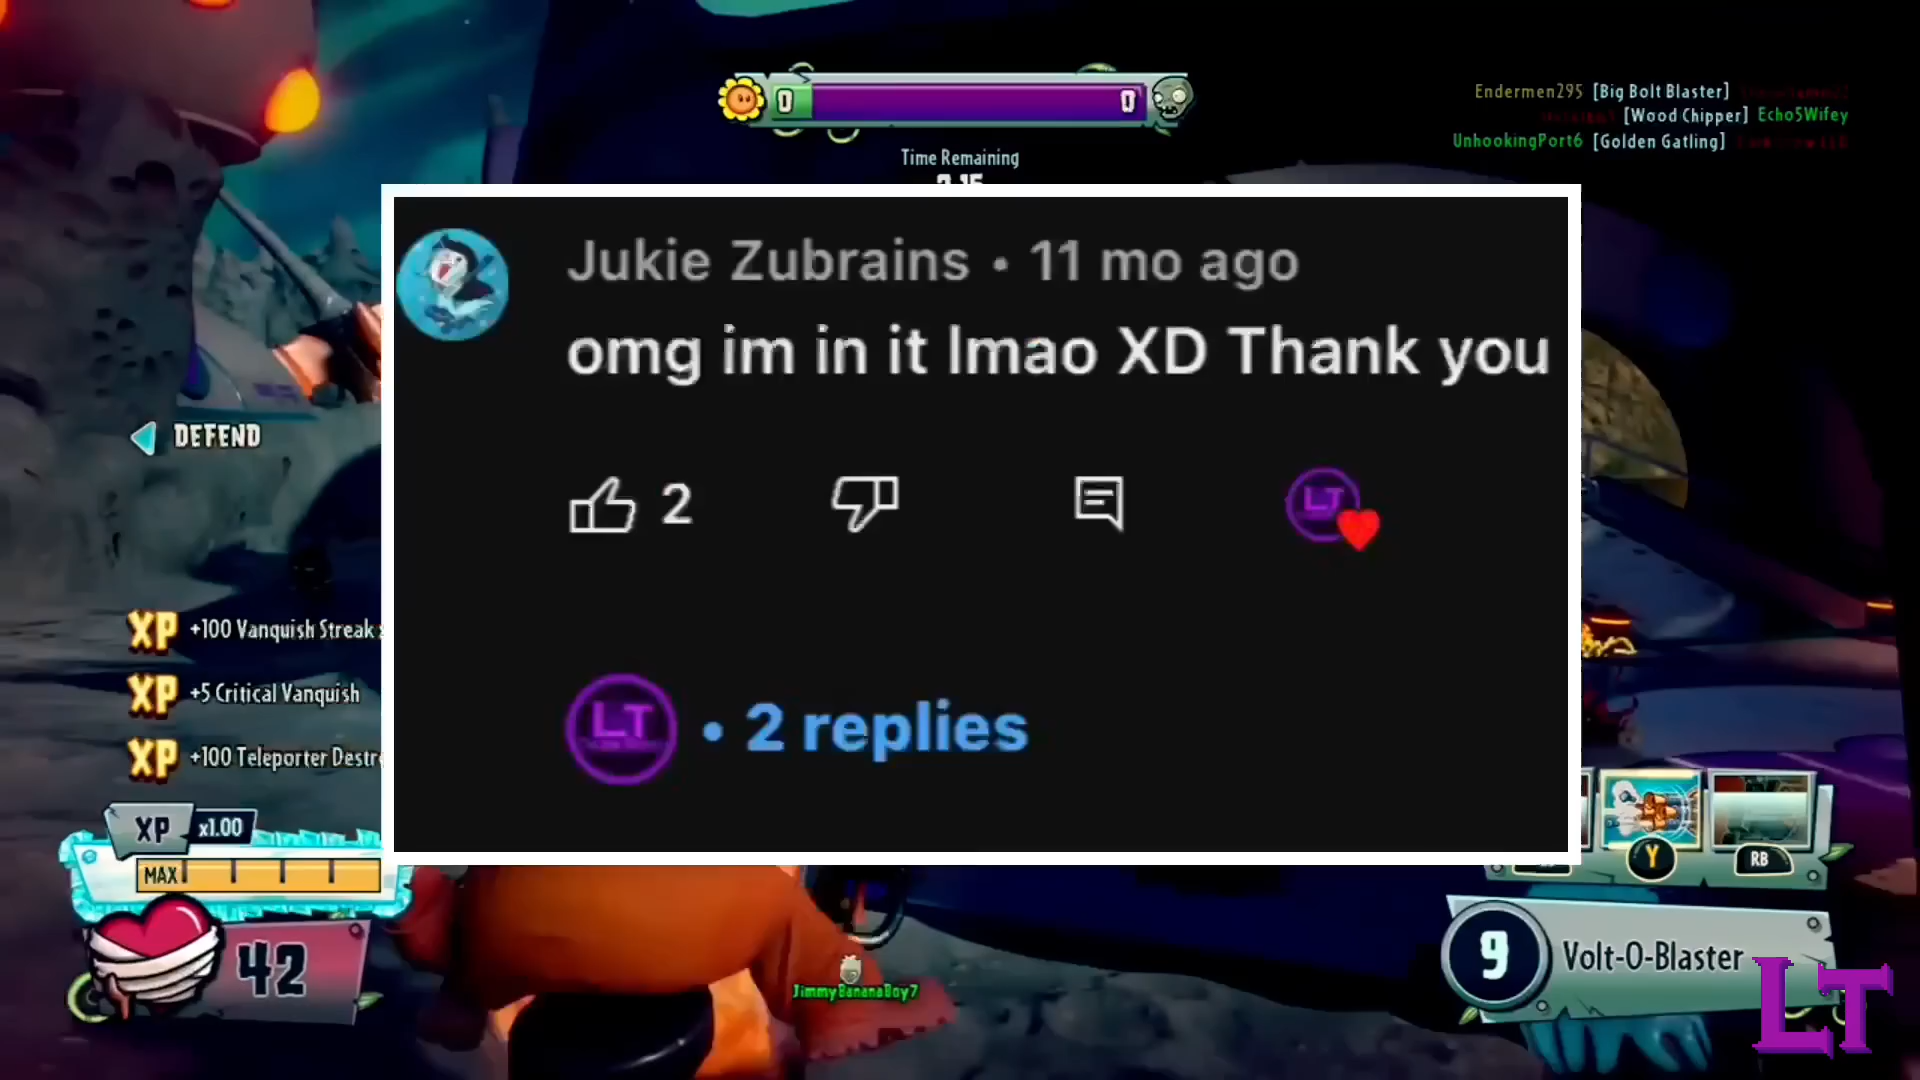 0 0
Time Remaining
Endermen295 [Big Bolt Blaster]
[Wood Chipper] Echo5Wifey
UnhookingPort6 [Golden Gatling]
Jukie Zubrains • 11 mo ago
omg im in it lmao XD Thank you
2
LT
LT • 2 replies
DEFEND
XP +100 Vanquish Streak
XP +5 Critical Vanquish
XP +100 Teleporter
XP x1.00
MAX
42
JimmyBananaBoy7
Y RB
9 Volt-O-Blaster
LT